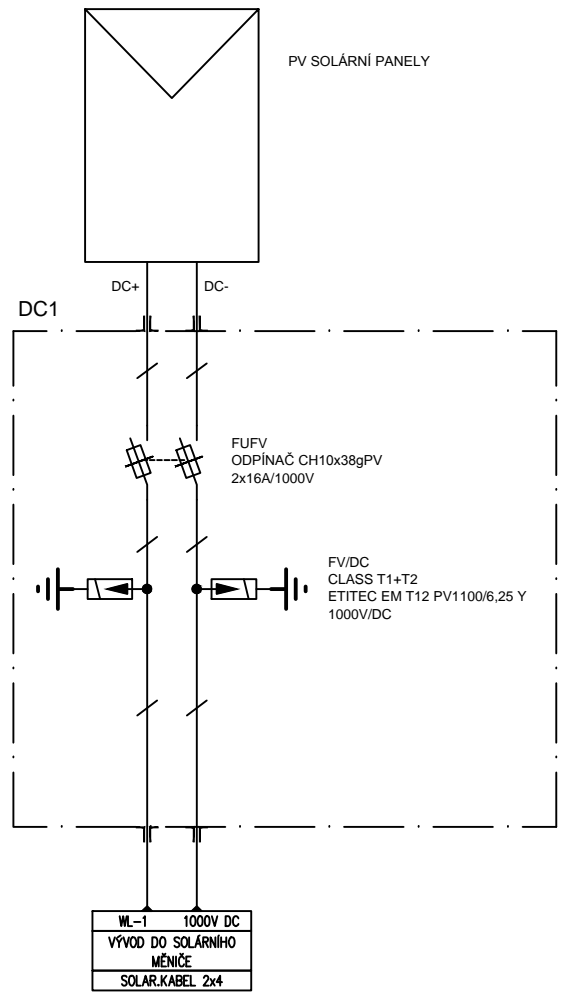 PV SOLÁRNÍ PANELY
DC+ DC-
DC1
FUFV
ODPÍNAČ CH10x38gPV
2x16A/1000V
FV/DC
CLASS T1+T2
ETITEC EM T12 PV1100/6,25 Y
1000V/DC
WL-1 1000V DC
VÝVOD DO SOLÁRNÍHO
MĚNIČE
SOLAR.KABEL 2x4